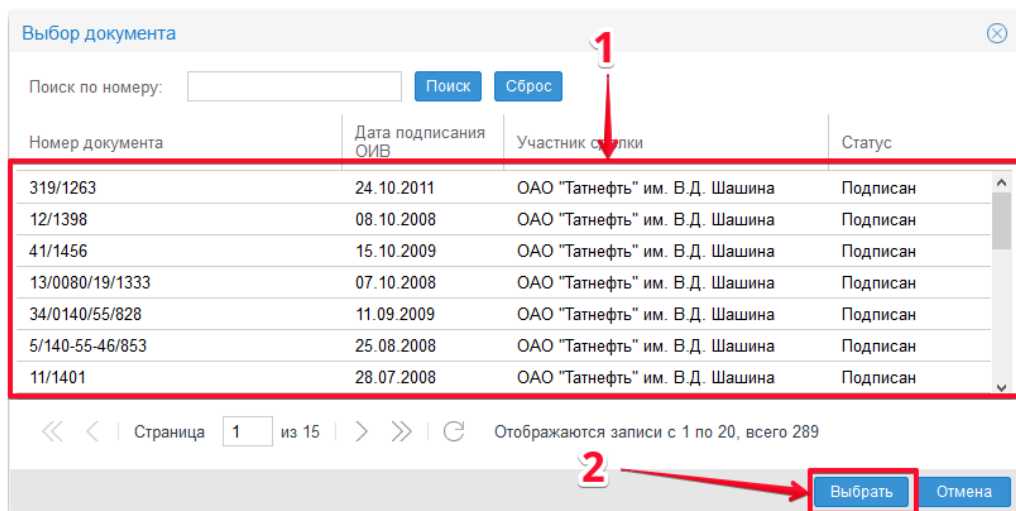 Выбор документа
1
Поиск по номеру: Поиск Сброс
Номер документа Дата подписания ОИВ Участник сделки Статус
319/1263 24.10.2011 ОАО "Татнефть" им. В.Д. Шашина Подписан
12/1398 08.10.2008 ОАО "Татнефть" им. В.Д. Шашина Подписан
41/1456 15.10.2009 ОАО "Татнефть" им. В.Д. Шашина Подписан
13/0080/19/1333 07.10.2008 ОАО "Татнефть" им. В.Д. Шашина Подписан
34/0140/55/828 11.09.2009 ОАО "Татнефть" им. В.Д. Шашина Подписан
5/140-55-46/853 25.08.2008 ОАО "Татнефть" им. В.Д. Шашина Подписан
11/1401 28.07.2008 ОАО "Татнефть" им. В.Д. Шашина Подписан
Страница 1 из 15 Отображаются записи с 1 по 20, всего 289
2
Выбрать Отмена